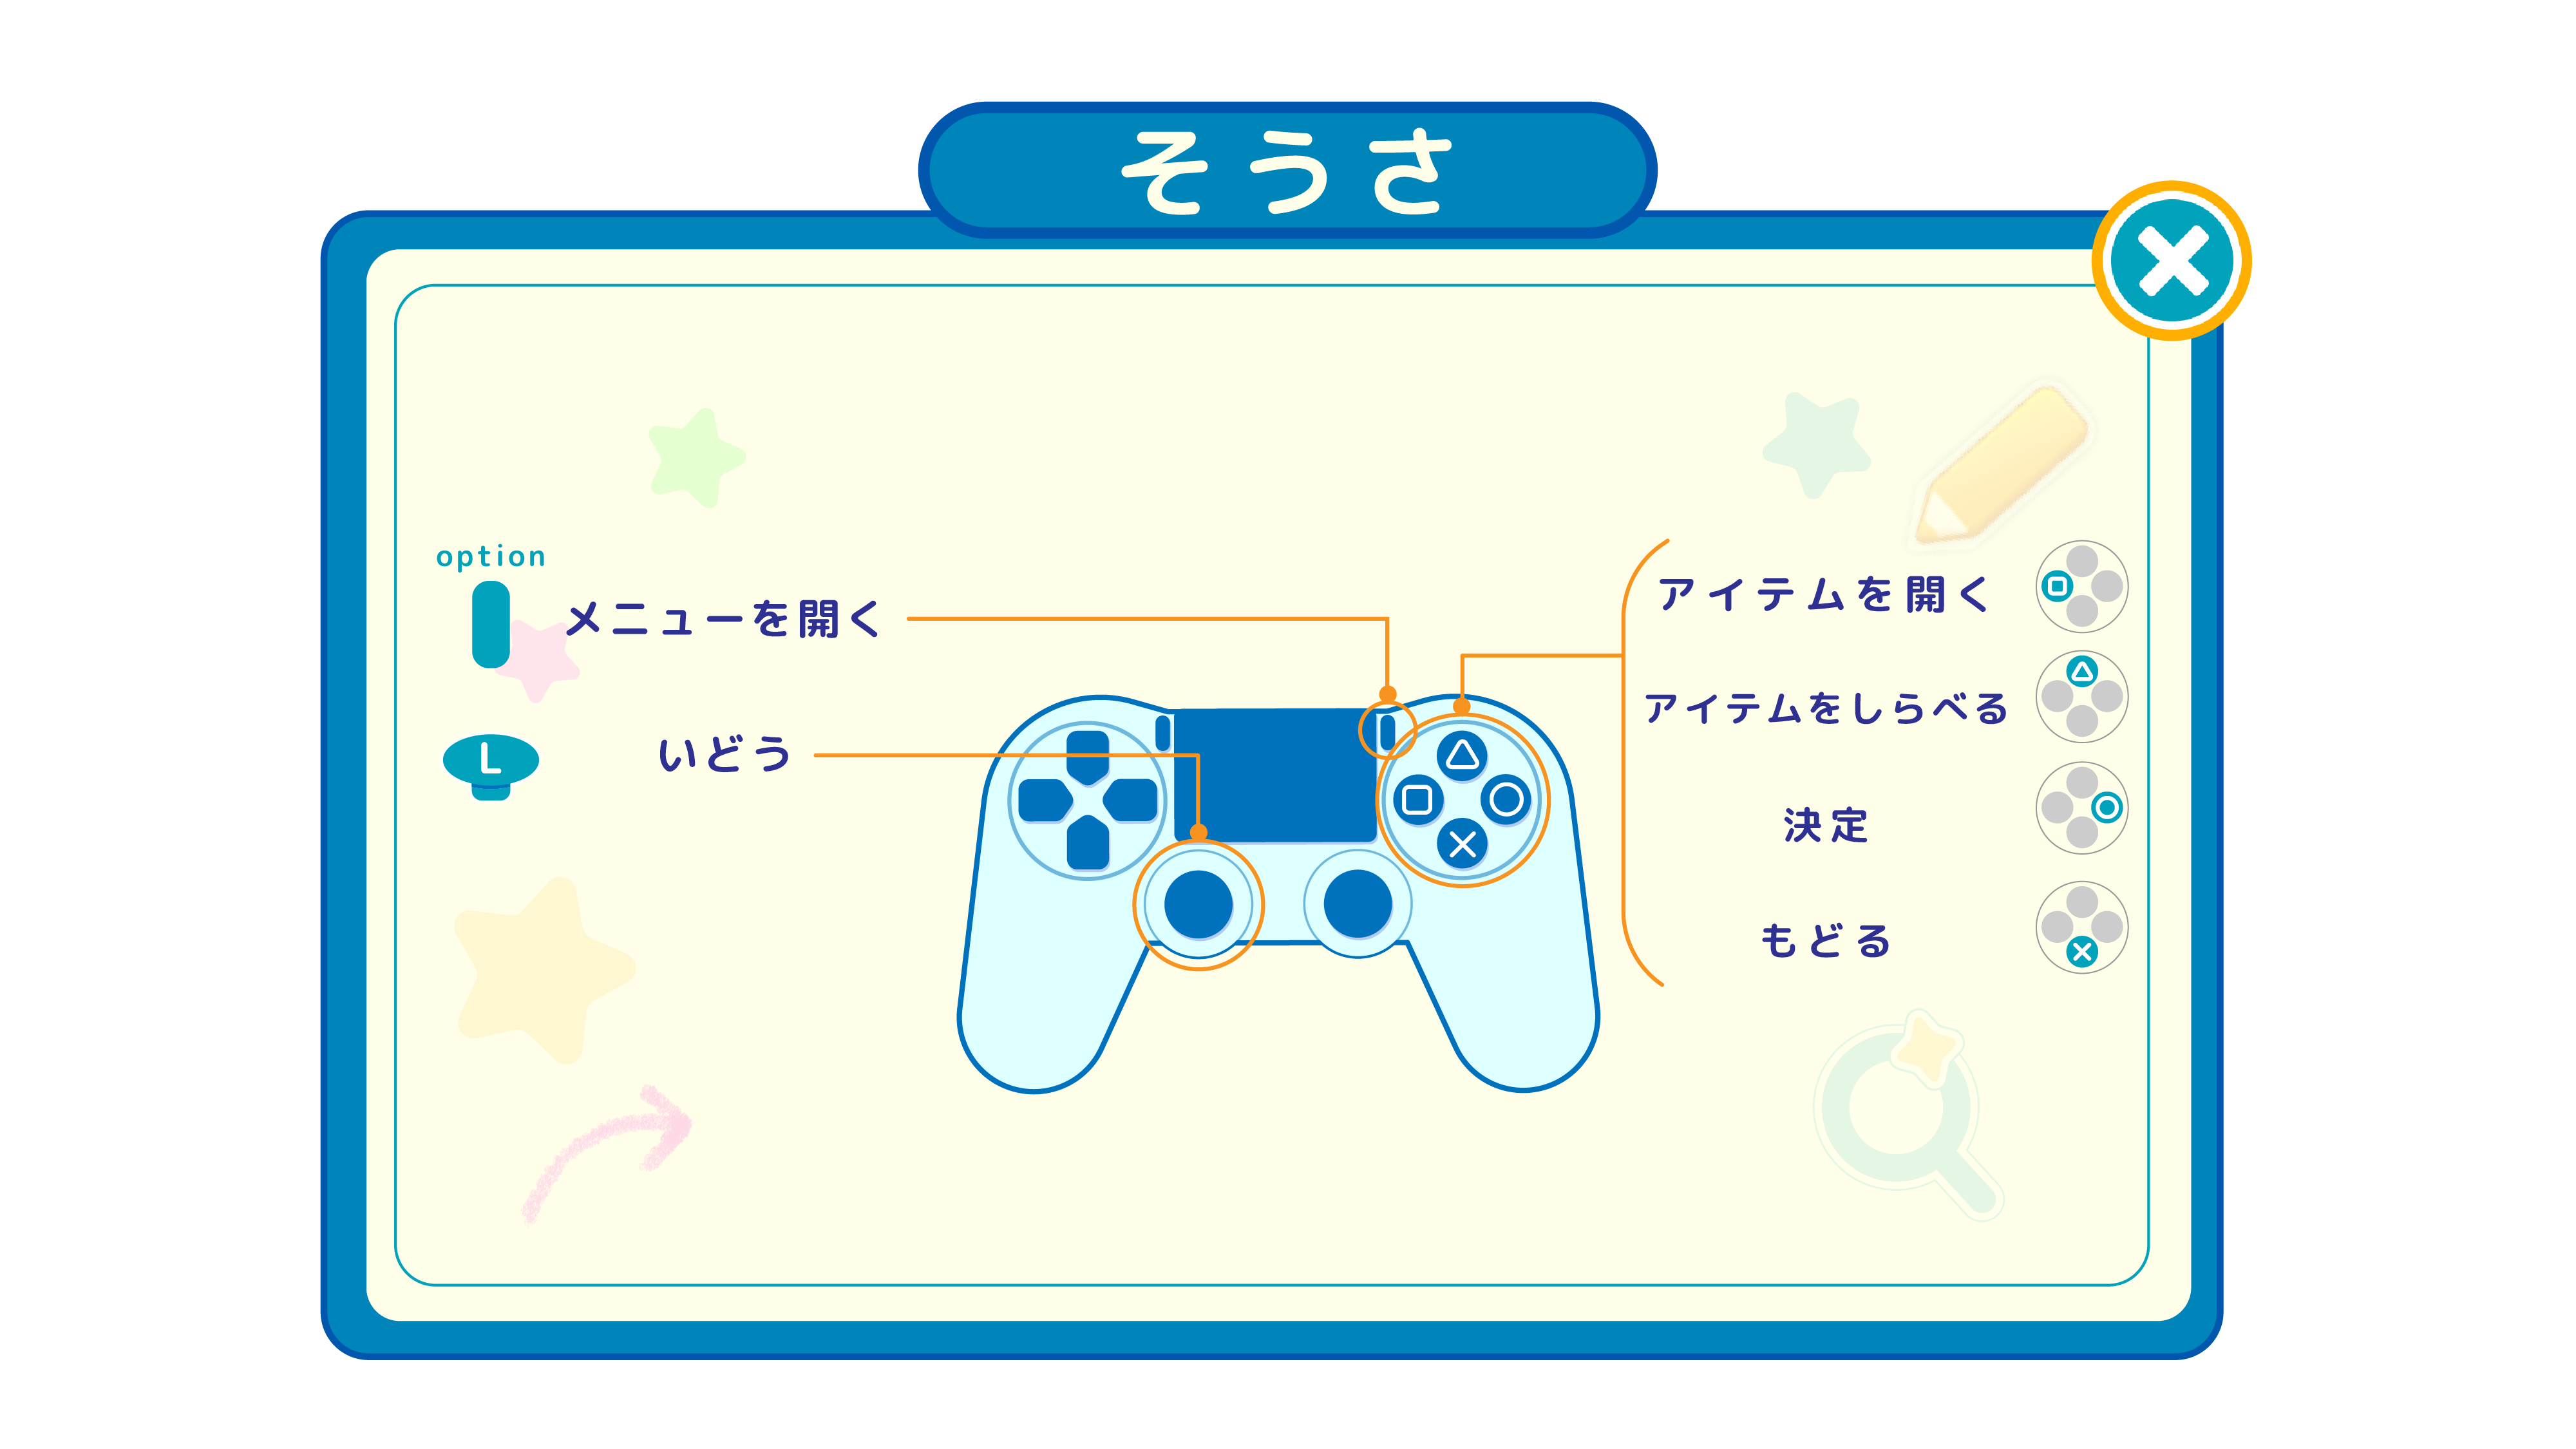 そうさ
option
メニューを開く
L
いどう
アイテムを開く
アイテムをしらべる
決定
もどる